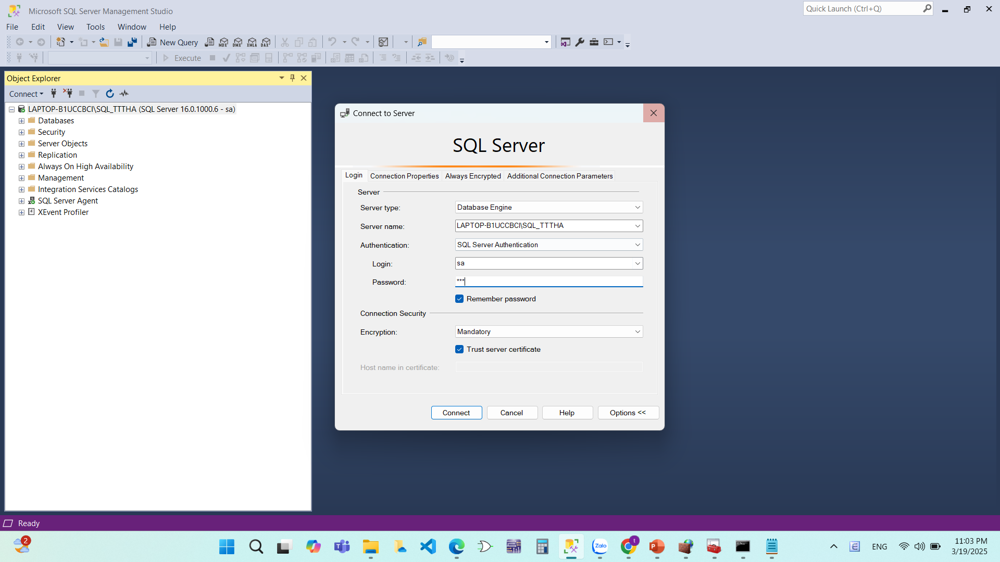 Microsoft SQL Server Management Studio
Quick Launch (Ctrl+Q)
File Edit View Tools Window Help
New Query MDX DMX XMLA DAX
Execute
Object Explorer
Connect
LAPTOP-B1UCCBCI\SQL_TTTHA (SQL Server 16.0.1000.6 - sa)
Databases
Security
Server Objects
Replication
Always On High Availability
Management
Integration Services Catalogs
SQL Server Agent
XEvent Profiler
Connect to Server
SQL Server
Login Connection Properties Always Encrypted Additional Connection Parameters
Server
Server type: Database Engine
Server name: LAPTOP-B1UCCBCI\SQL_TTTHA
Authentication: SQL Server Authentication
Login: sa
Password: ***
Remember password
Connection Security
Encryption: Mandatory
Trust server certificate
Host name in certificate:
Connect Cancel Help Options <<
Ready
2
Zalo
t
P
E
ENG
11:03 PM
3/19/2025